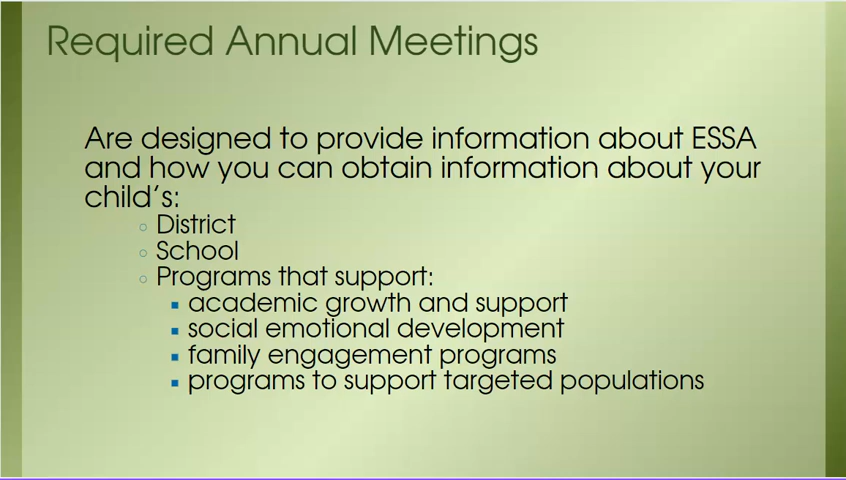 Required Annual Meetings
Are designed to provide information about ESSA
and how you can obtain information about your
child's:
District
School
Programs that support:
academic growth and support
social emotional development
family engagement programs
programs to support targeted populations